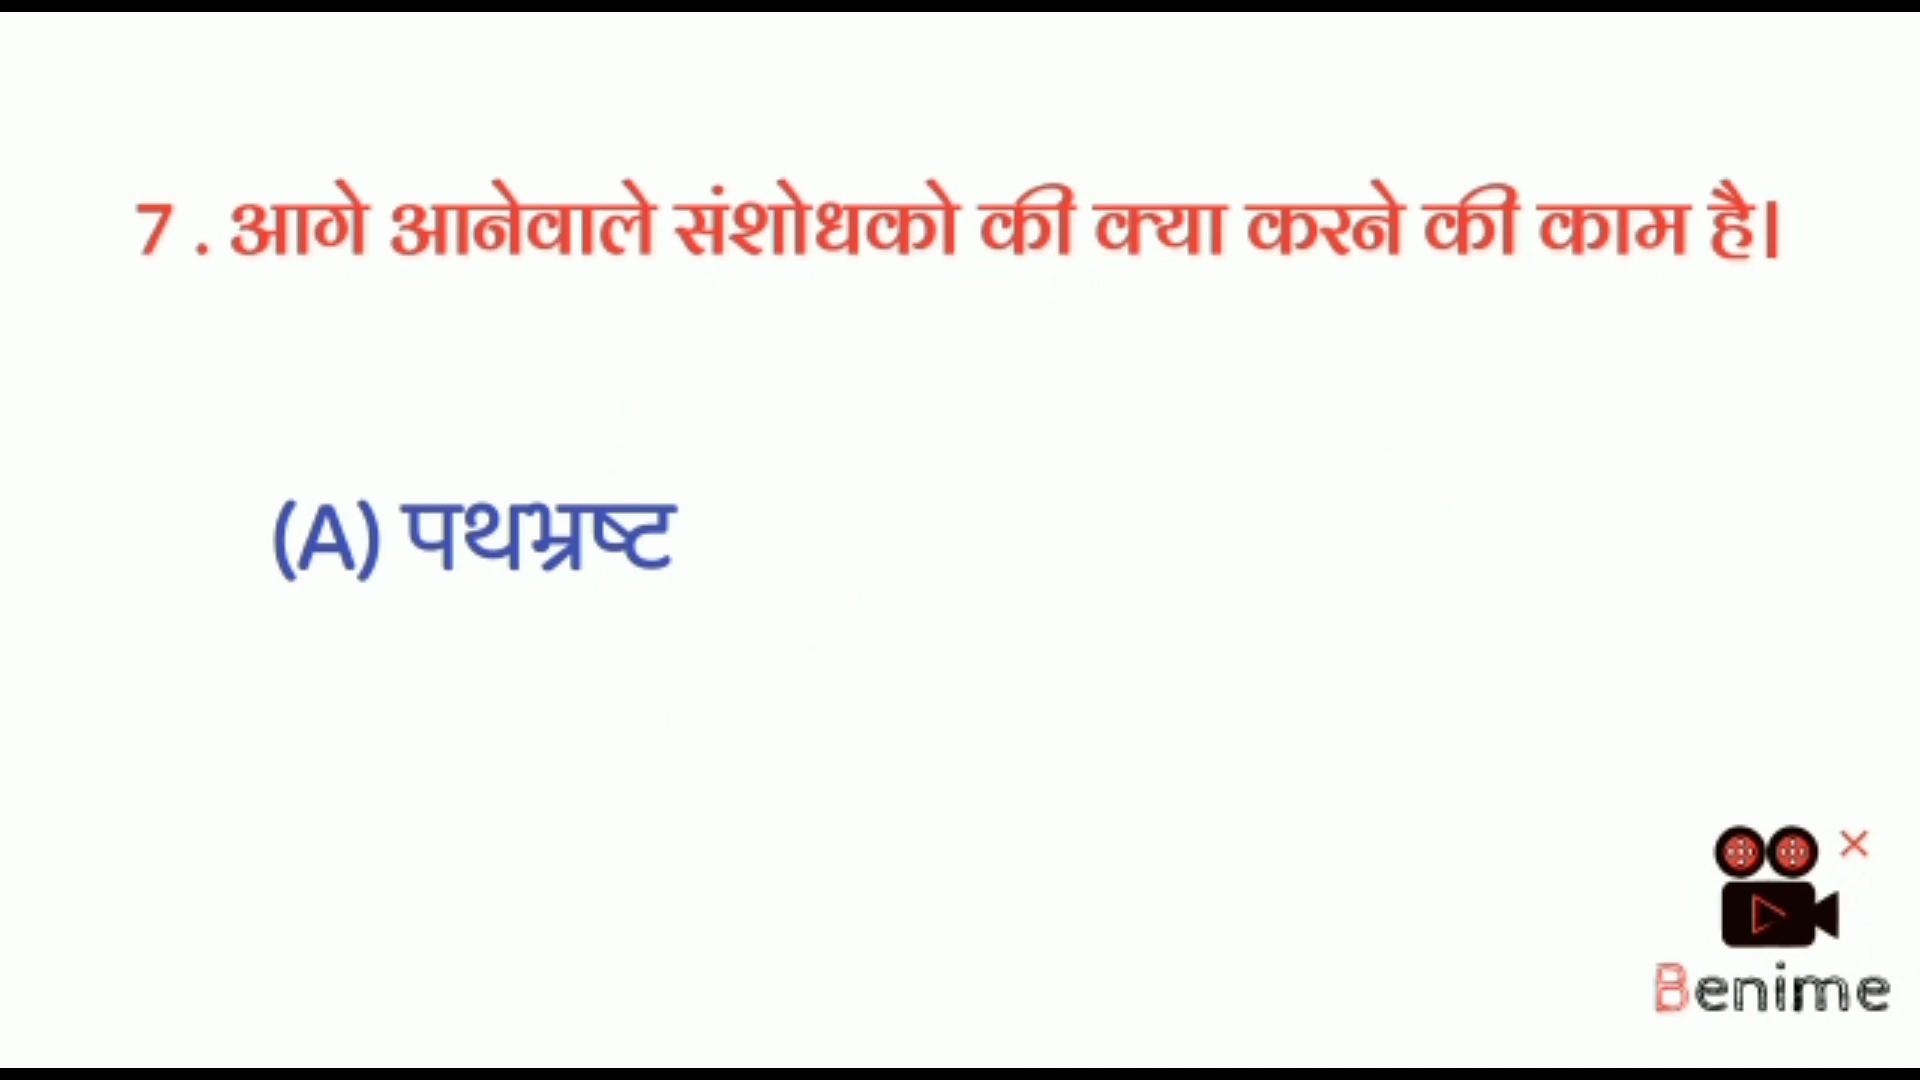 7 . आगे आनेवाले संशोधको की क्या करने की काम है।
(A) पथभ्रष्ट
Benime